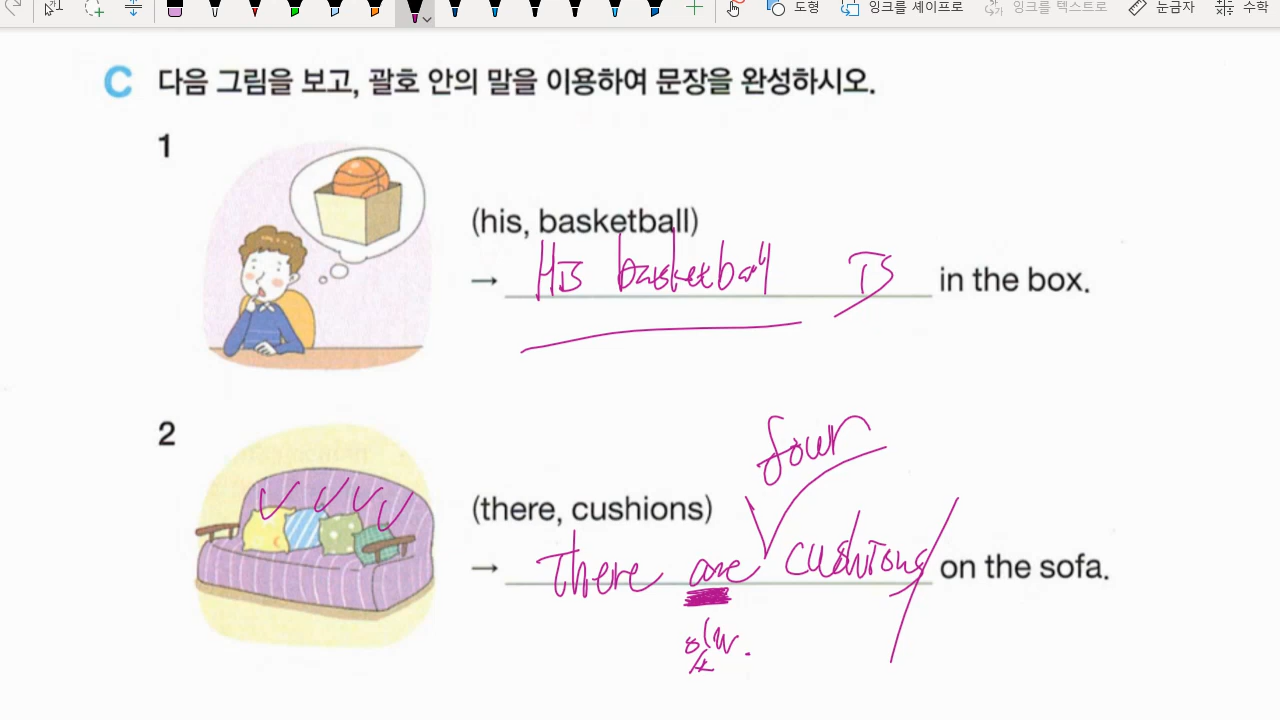 도형 잉크를 셰이프로 잉크를 텍스트로 눈금자 수학
C 다음 그림을 보고, 괄호 안의 말을 이용하여 문장을 완성하시오.
1
(his, basketball)
→ His basketball is in the box.
2
four
(there, cushions)
→ There are cushions on the sofa.
있